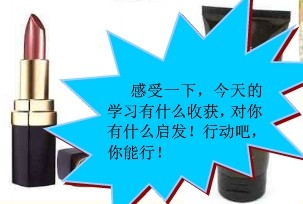 感受一下，今天的
学习有什么收获，对你
有什么启发！行动吧，
你能行！